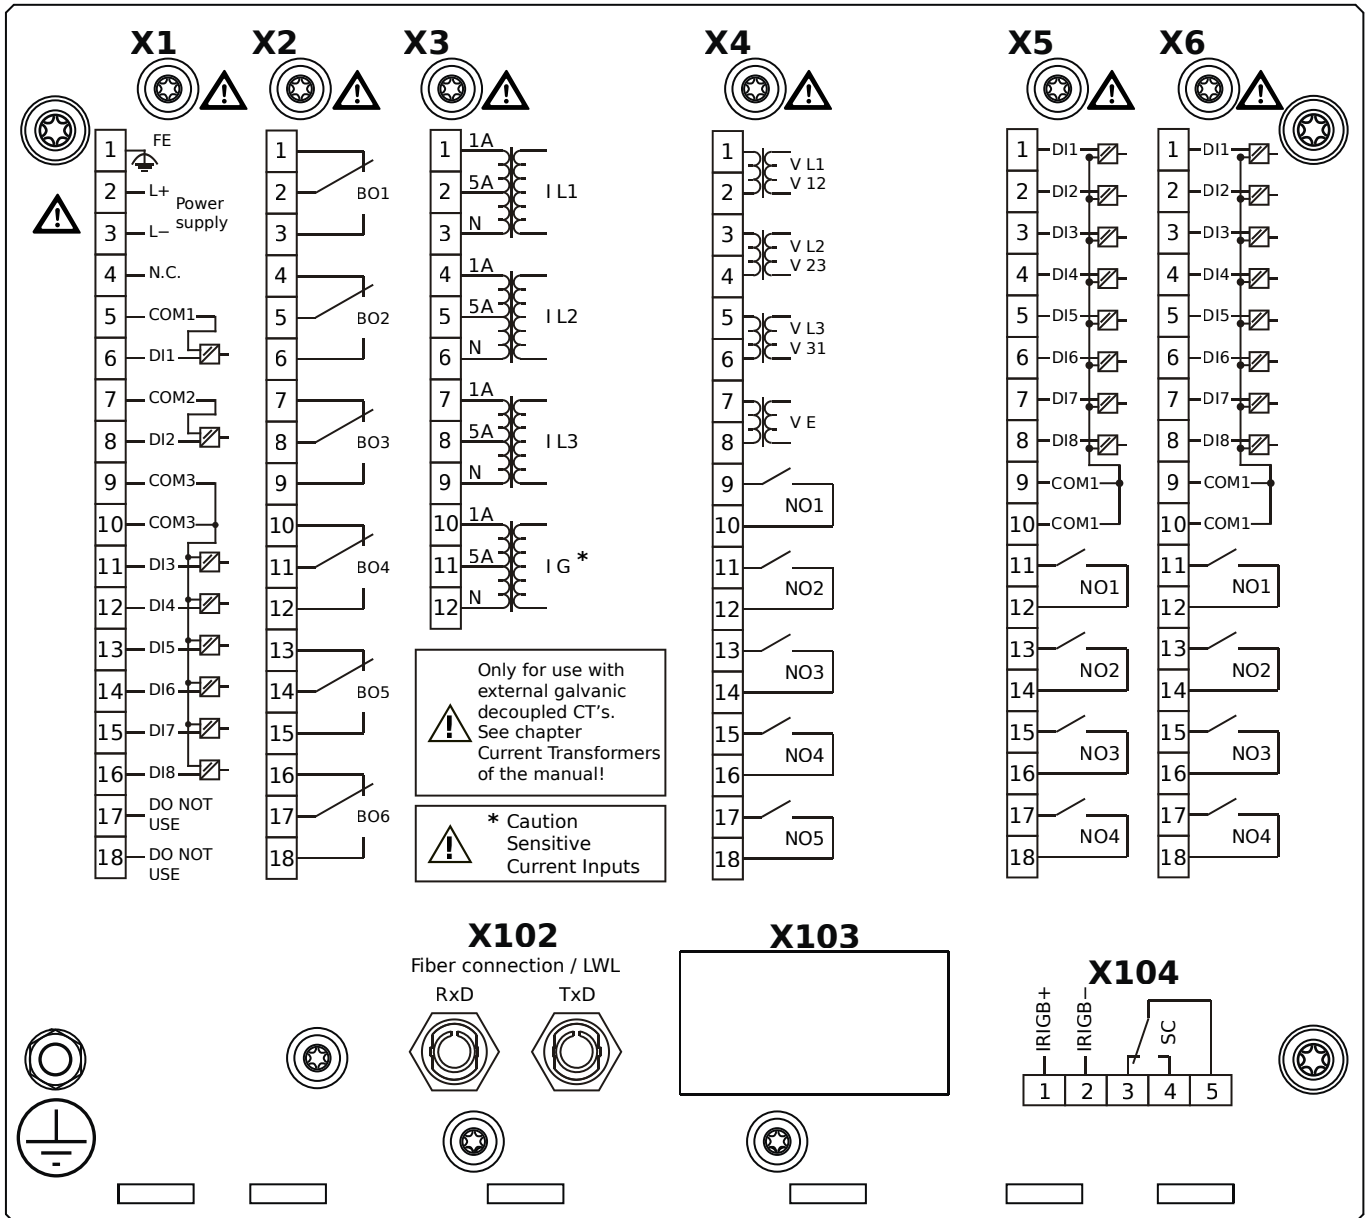 X1
X2
X3
X4
X5
X6
1
FE
2
L+
Power
supply
3
L−
4
N.C.
5
COM1
6
DI1
7
COM2
8
DI2
9
COM3
10
COM3
11
DI3
12
DI4
13
DI5
14
DI6
15
DI7
16
DI8
17
DO NOT
USE
18
DO NOT
USE
1
2
BO1
3
4
5
BO2
6
7
8
BO3
9
10
11
BO4
12
13
14
BO5
15
16
17
BO6
18
1
1A
2
5A
I L1
3
N
4
1A
5
5A
I L2
6
N
7
1A
8
5A
I L3
9
N
10
1A
11
5A
I G *
12
N
Only for use with
external galvanic
decoupled CT's.
See chapter
Current Transformers
of the manual!
* Caution
Sensitive
Current Inputs
1
V L1
V 12
2
3
V L2
V 23
4
5
V L3
V 31
6
7
V E
8
9
NO1
10
11
NO2
12
13
NO3
14
15
NO4
16
17
NO5
18
1
DI1
2
DI2
3
DI3
4
DI4
5
DI5
6
DI6
7
DI7
8
DI8
9
COM1
10
COM1
11
NO1
12
13
NO2
14
15
NO3
16
17
NO4
18
1
DI1
2
DI2
3
DI3
4
DI4
5
DI5
6
DI6
7
DI7
8
DI8
9
COM1
10
COM1
11
NO1
12
13
NO2
14
15
NO3
16
17
NO4
18
X102
Fiber connection / LWL
RxD
TxD
X103
X104
IRIGB+
IRIGB−
SC
1
2
3
4
5